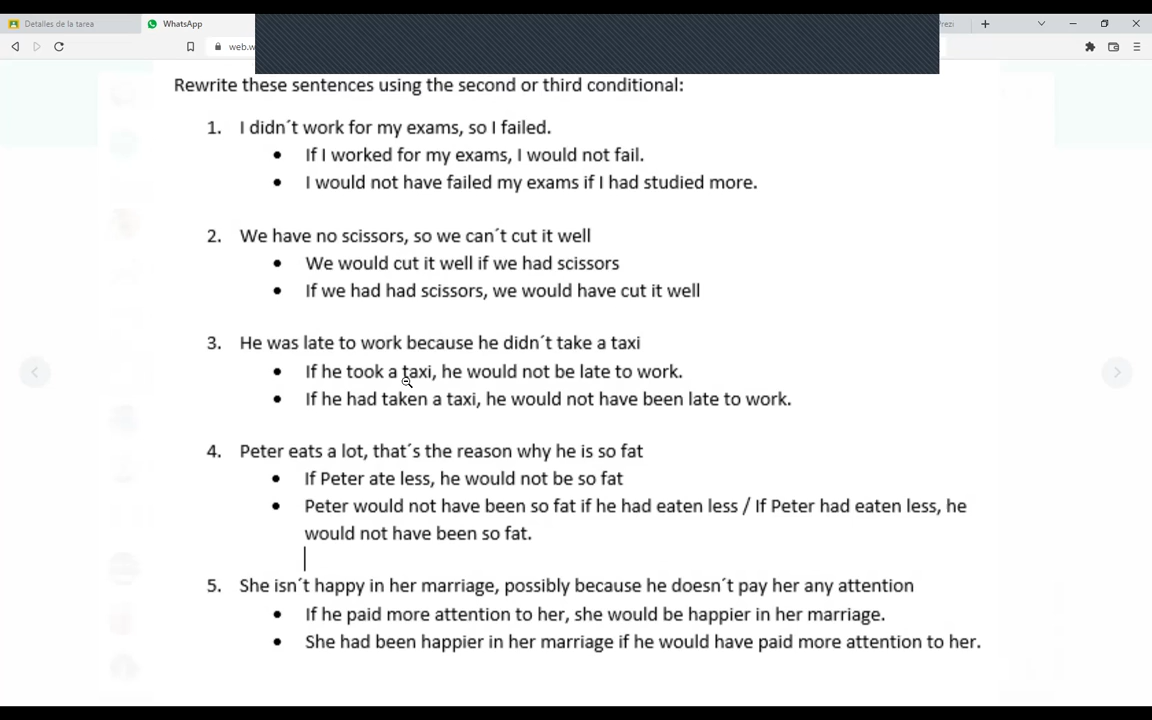 Detalles de la tarea
WhatsApp
web.w
Rewrite these sentences using the second or third conditional:
1. I didn´t work for my exams, so I failed.
• If I worked for my exams, I would not fail.
• I would not have failed my exams if I had studied more.
2. We have no scissors, so we can´t cut it well
• We would cut it well if we had scissors
• If we had had scissors, we would have cut it well
3. He was late to work because he didn´t take a taxi
• If he took a taxi, he would not be late to work.
• If he had taken a taxi, he would not have been late to work.
4. Peter eats a lot, that´s the reason why he is so fat
• If Peter ate less, he would not be so fat
• Peter would not have been so fat if he had eaten less / If Peter had eaten less, he
would not have been so fat.
5. She isn´t happy in her marriage, possibly because he doesn´t pay her any attention
• If he paid more attention to her, she would be happier in her marriage.
• She had been happier in her marriage if he would have paid more attention to her.